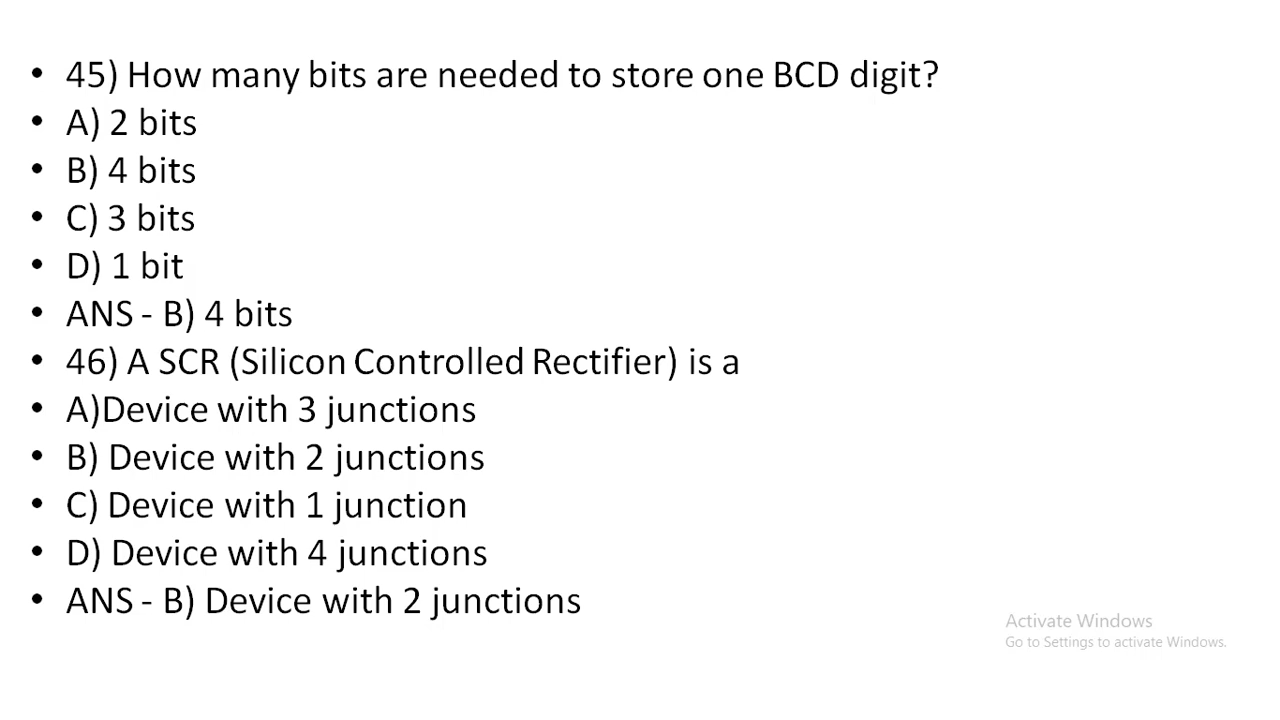 • 45) How many bits are needed to store one BCD digit?
• A) 2 bits
• B) 4 bits
• C) 3 bits
• D) 1 bit
• ANS - B) 4 bits
• 46) A SCR (Silicon Controlled Rectifier) is a
• A)Device with 3 junctions
• B) Device with 2 junctions
• C) Device with 1 junction
• D) Device with 4 junctions
• ANS - B) Device with 2 junctions
Activate Windows
Go to Settings to activate Windows.